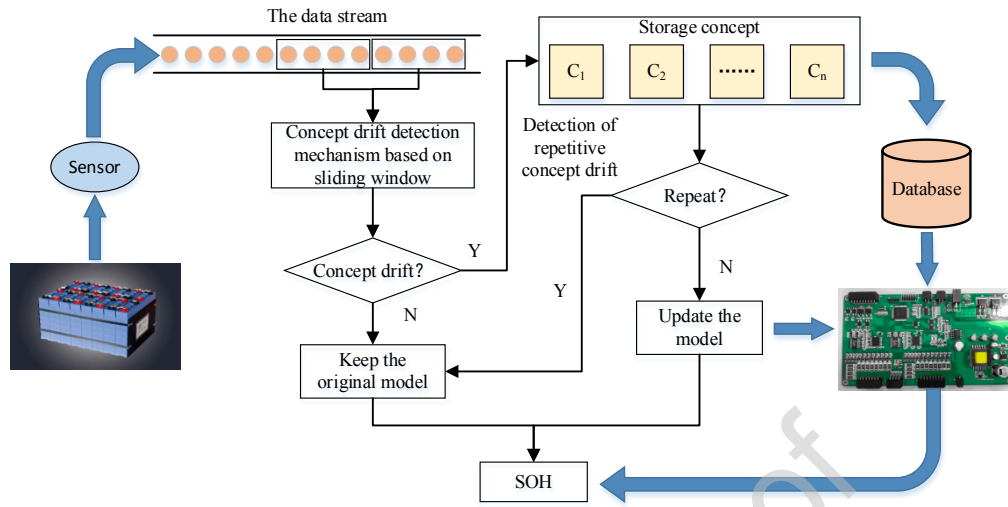 The data stream
Storage concept
C1
C2
······
Cn
Sensor
Concept drift detection
mechanism based on
sliding window
Detection of
repetitive
concept drift
Database
Repeat?
Y
Concept drift?
N
Y
N
Update the
model
Keep the
original model
SOH
of